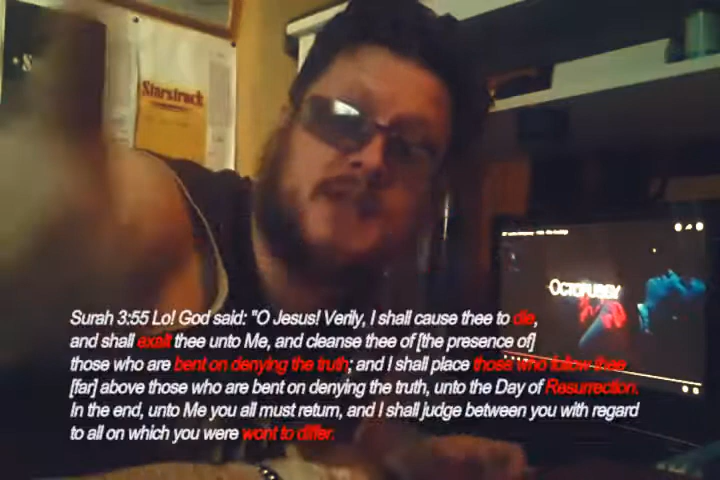 Starstruck
OCTOPUSSY
Surah 3:55 Lo! God said: "O Jesus! Verily, I shall cause thee to die,
and shall exalt thee unto Me, and cleanse thee of [the presence of]
those who are bent on denying the truth; and I shall place those who follow thee
[far] above those who are bent on denying the truth, unto the Day of Resurrection.
In the end, unto Me you all must return, and I shall judge between you with regard
to all on which you were wont to differ.